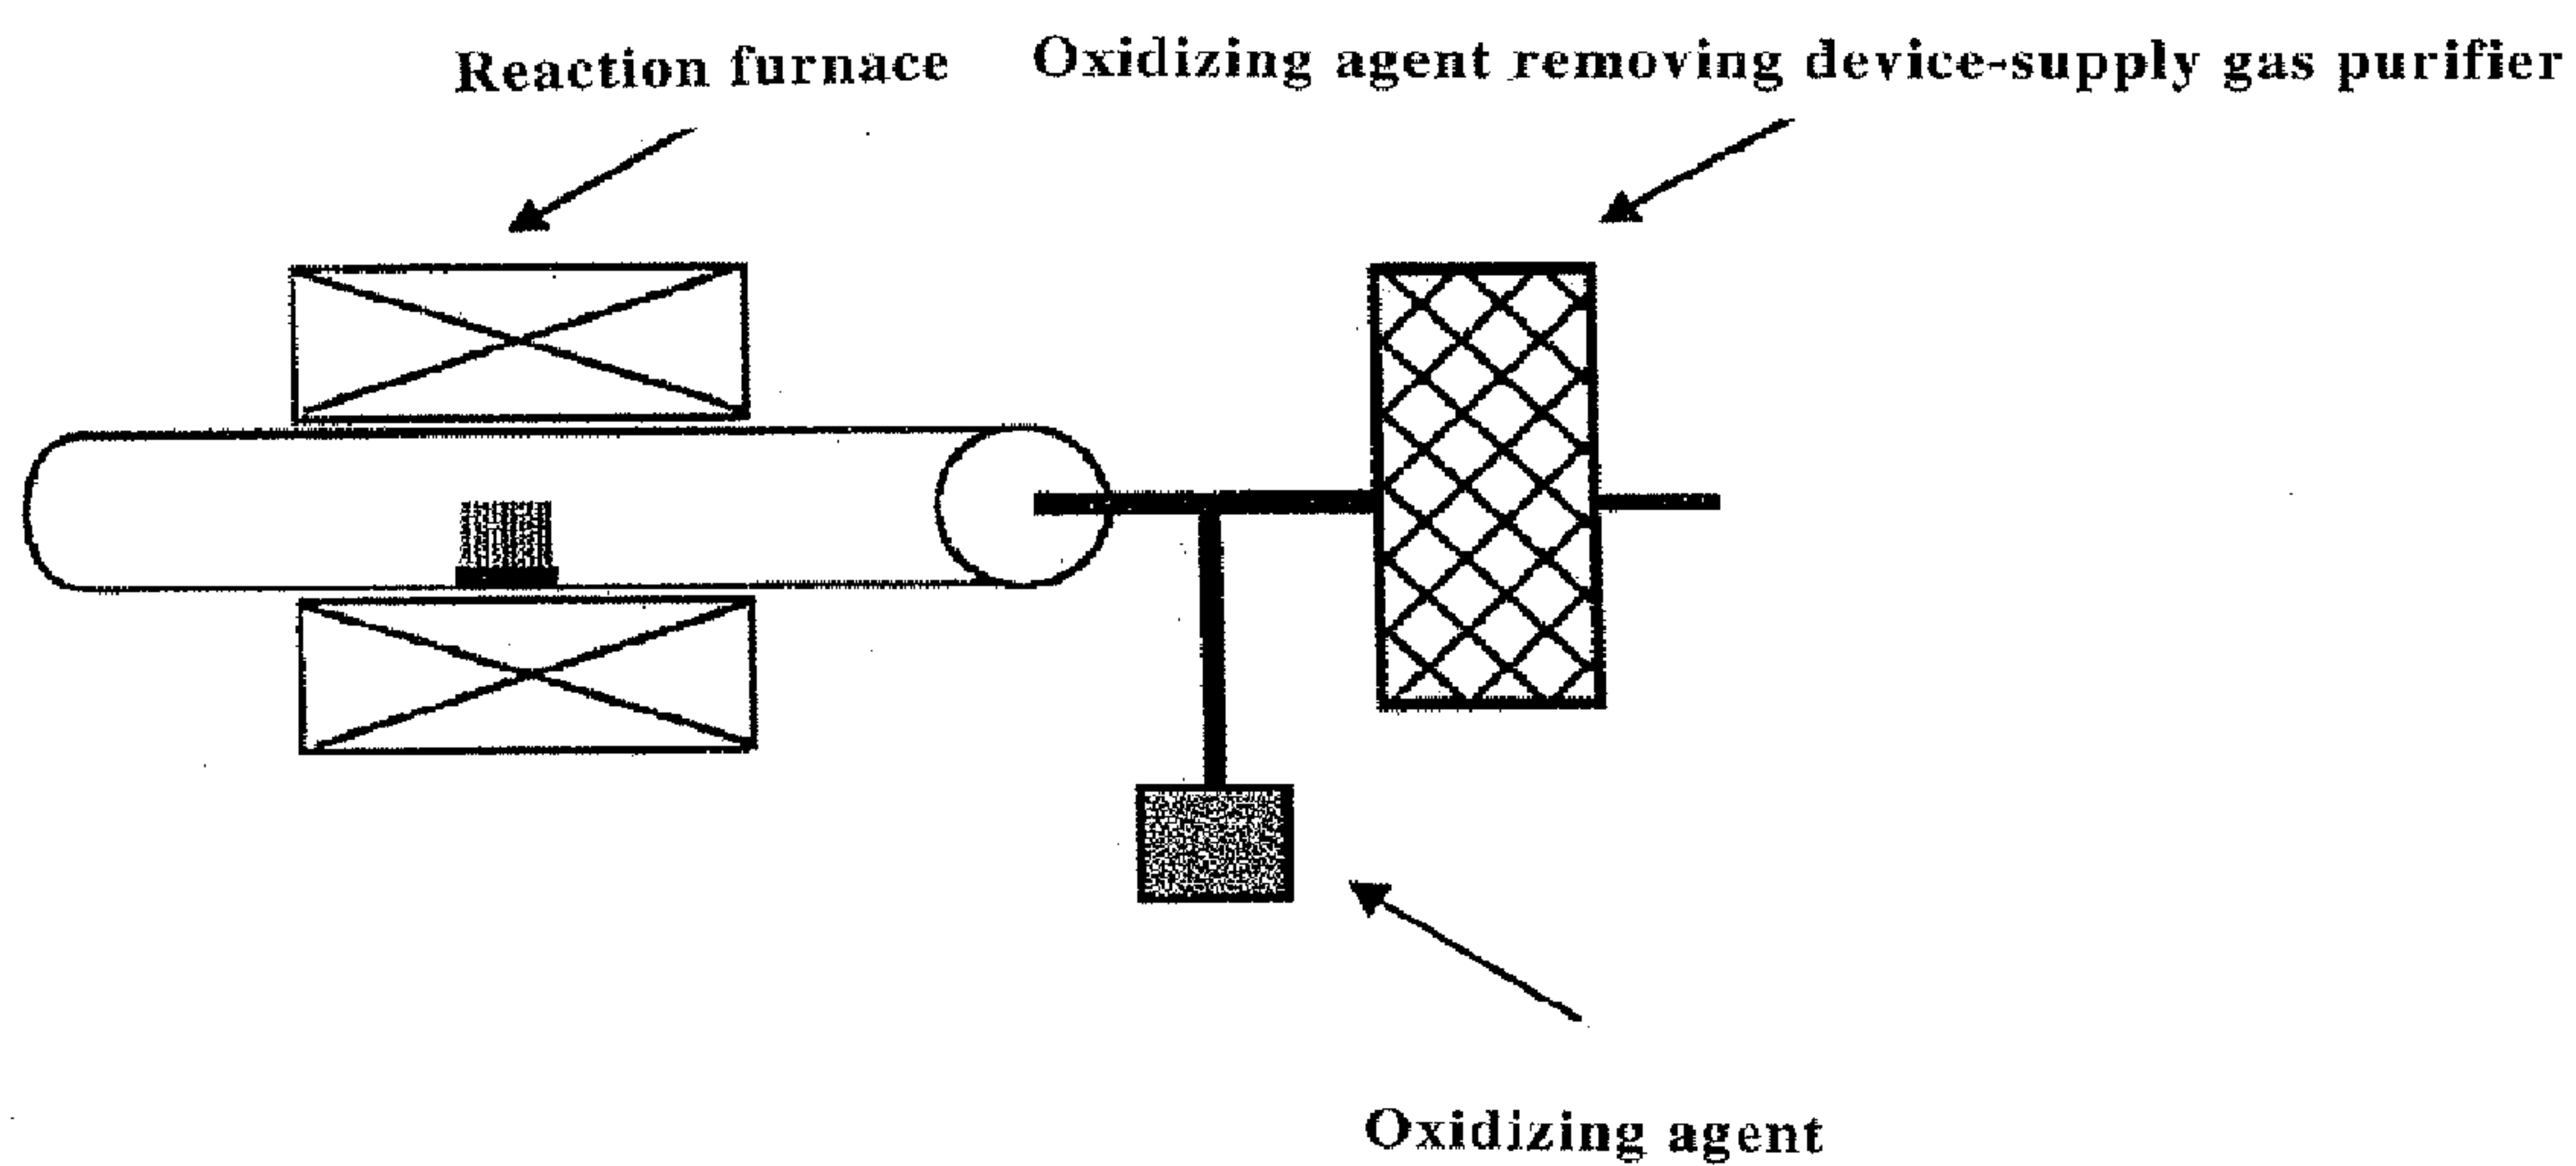 Reaction furnace
Oxidizing agent removing device-supply gas purifier
Oxidizing agent